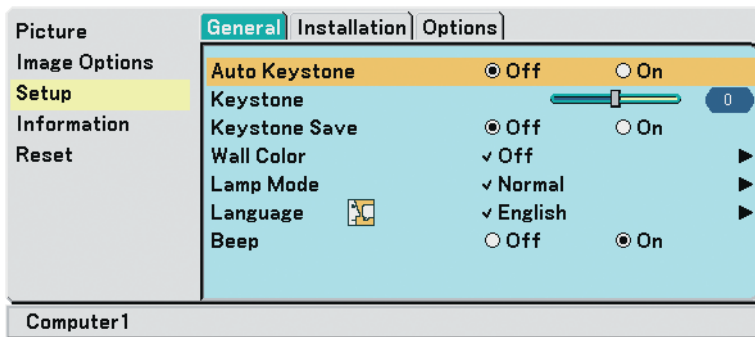 Picture
Image Options
Setup
Information
Reset
General Installation Options
Auto Keystone Off On
Keystone 0
Keystone Save Off On
Wall Color Off
Lamp Mode Normal
Language English
Beep Off On
Computer1